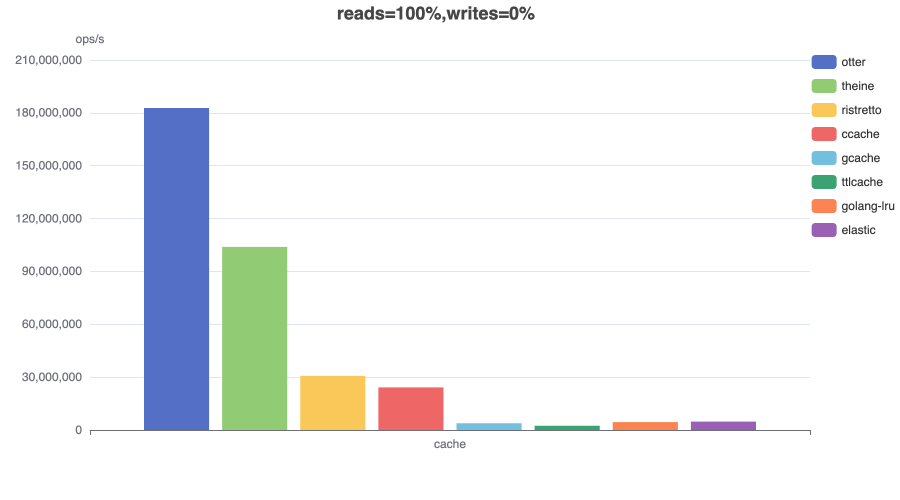 reads=100%,writes=0%
ops/s
210,000,000
180,000,000
150,000,000
120,000,000
90,000,000
60,000,000
30,000,000
0
cache
otter
theine
ristretto
ccache
gcache
ttlcache
golang-lru
elastic